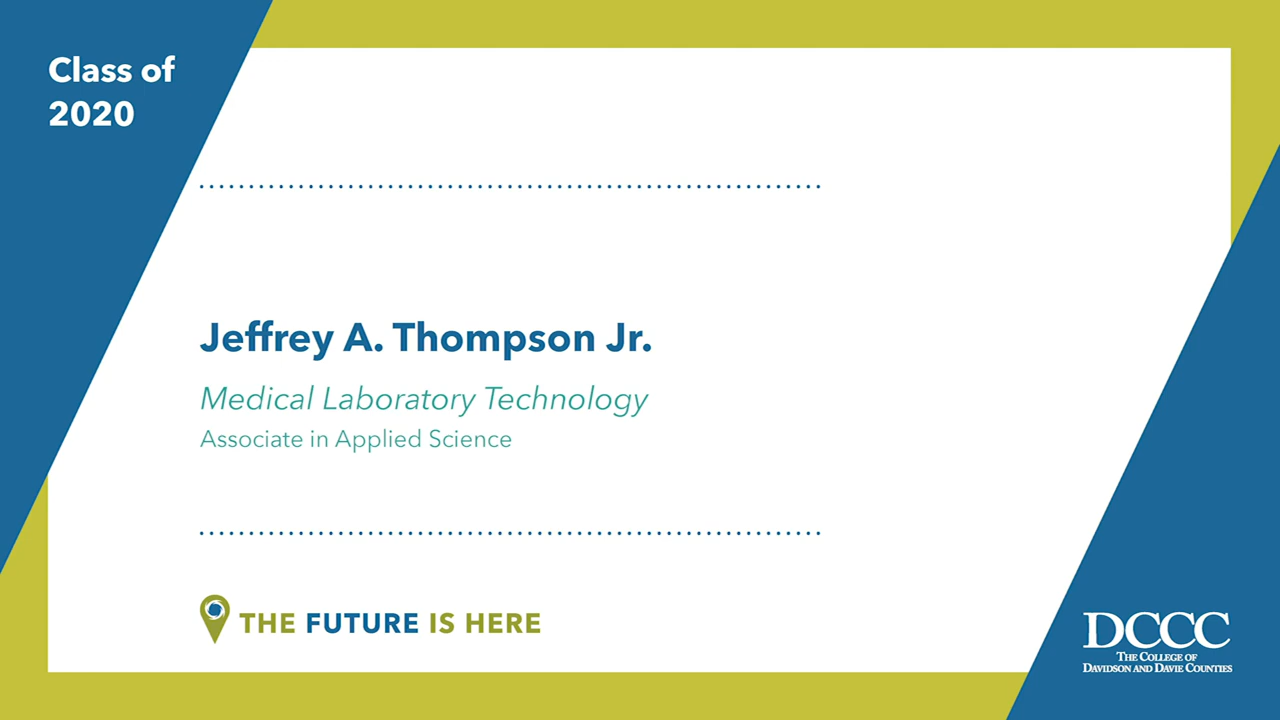 Class of
2020
Jeffrey A. Thompson Jr.
Medical Laboratory Technology
Associate in Applied Science
THE FUTURE IS HERE
DCCC
THE COLLEGE OF
DAVIDSON AND DAVIE COUNTIES